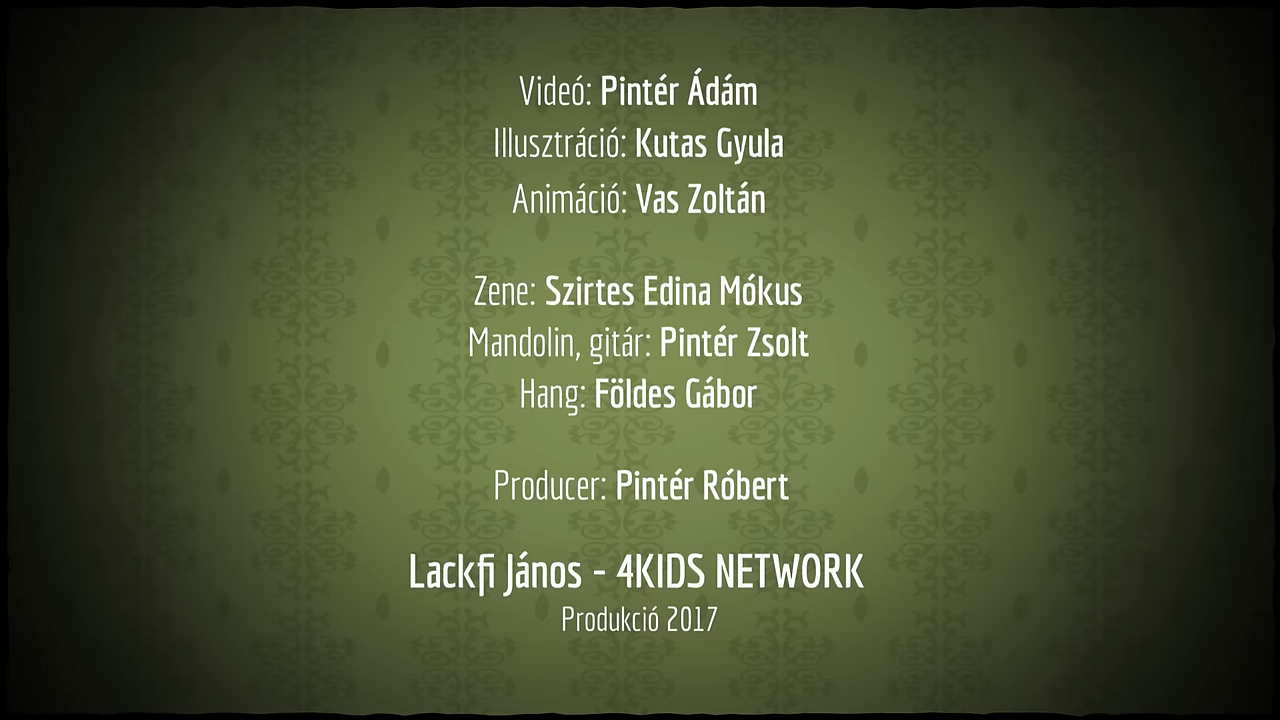 Videó: Pintér Ádám
Illusztráció: Kutas Gyula
Animáció: Vas Zoltán
Zene: Szirtes Edina Mókus
Mandolin, gitár: Pintér Zsolt
Hang: Földes Gábor
Producer: Pintér Róbert
Lackfi János - 4KIDS NETWORK
Produkció 2017